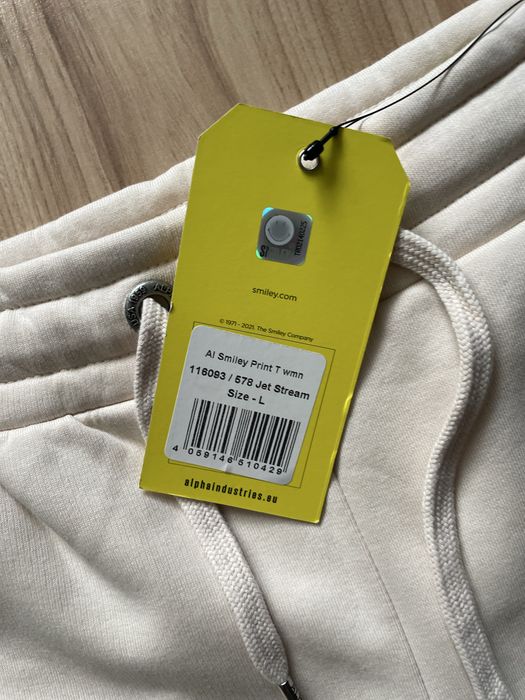 smiley.com
© 1971 - 2021. The Smiley Company
AI Smiley Print T wmn
116093 / 578 Jet Stream
Size - L
4 059146 510429
alphaindustries.eu